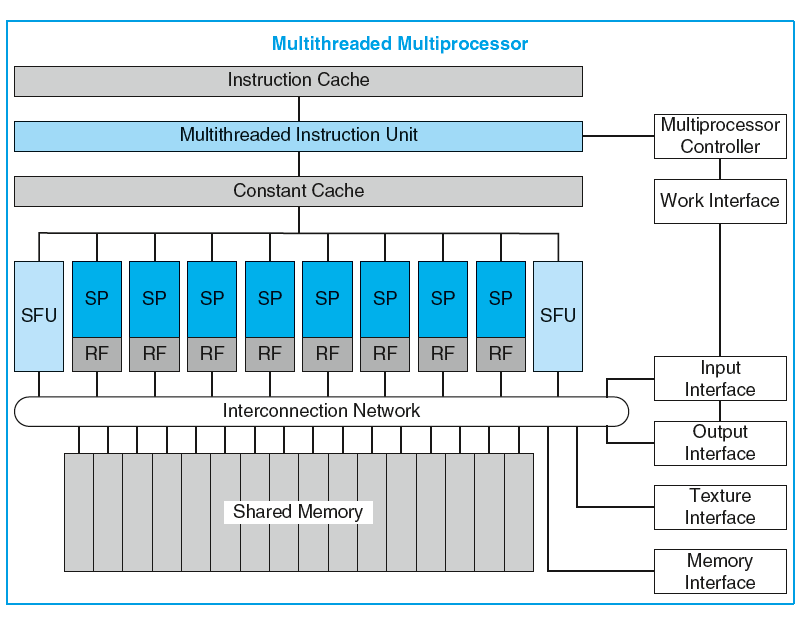 Multithreaded Multiprocessor
Instruction Cache
Multithreaded Instruction Unit
Multiprocessor
Controller
Constant Cache
Work Interface
SFU
SP
SP
SP
SP
SP
SP
SP
SP
SFU
RF
RF
RF
RF
RF
RF
RF
RF
Input
Interface
Interconnection Network
Output
Interface
Shared Memory
Texture
Interface
Memory
Interface